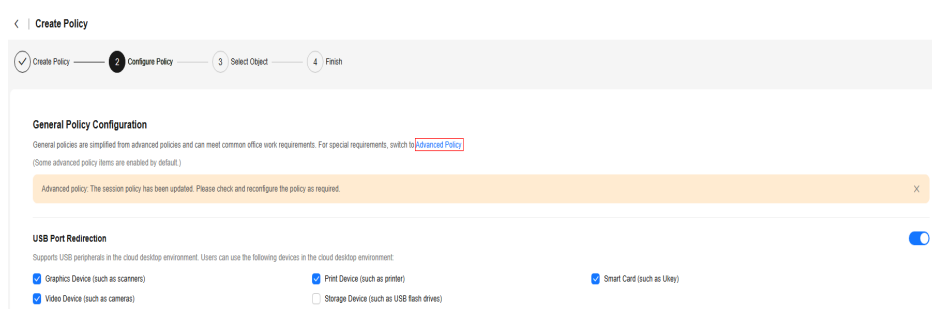 Create Policy
Create Policy 2 Configure Policy 3 Select Object 4 Finish
General Policy Configuration
General policies are simplified from advanced policies and can meet common office work requirements. For special requirements, switch to Advanced Policy
(Some advanced policy items are enabled by default.)
Advanced policy: The session policy has been updated. Please check and reconfigure the policy as required.
USB Port Redirection
Supports USB peripherals in the cloud desktop environment. Users can use the following devices in the cloud desktop environment:
Graphics Device (such as scanners) Print Device (such as printer) Smart Card (such as Ukey)
Video Device (such as cameras) Storage Device (such as USB flash drives)